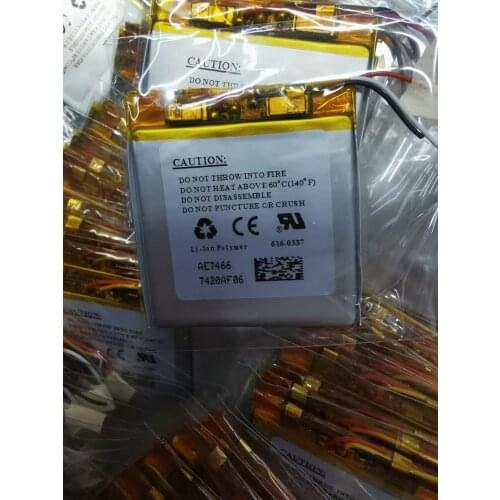 CAUTION:
DO NOT THROW
CAUTION:
DO NOT THROW INTO FIRE
DO NOT HEAT ABOVE 60°C(140°F)
DO NOT DISASSEMBLE
DO NOT PUNCTURE OR CRUSH
CE
Li-Ion Polymer
616-0337
AE7466
7420AF06